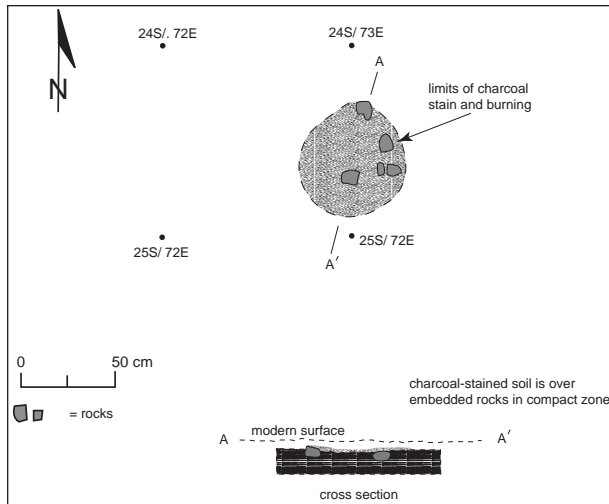 24S/. 72E
24S/ 73E
N
A
limits of charcoal
stain and burning
25S/ 72E
25S/ 72E
A'
0
50 cm
= rocks
charcoal-stained soil is over
embedded rocks in compact zone
modern surface
A
A'
cross section